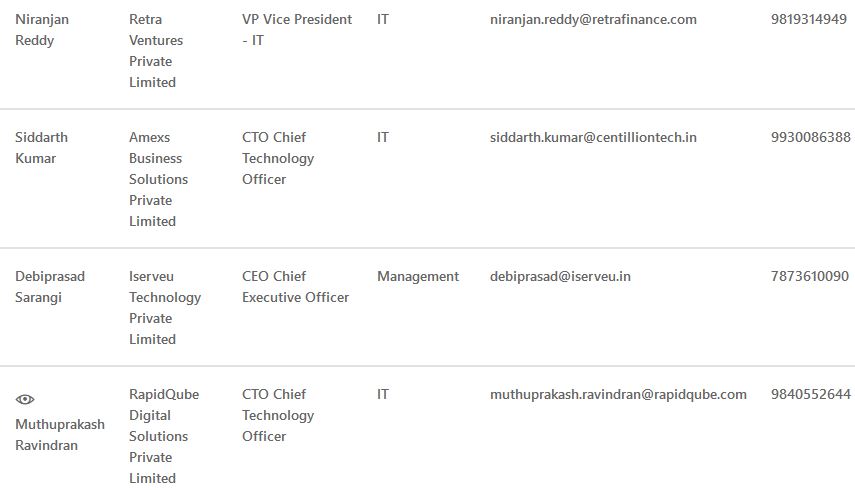 Niranjan Reddy
Retra Ventures Private Limited
VP Vice President - IT
IT
niranjan.reddy@retrafinance.com
9819314949
Siddarth Kumar
Amexs Business Solutions Private Limited
CTO Chief Technology Officer
IT
siddarth.kumar@centilliontech.in
9930086388
Debiprasad Sarangi
Iserveu Technology Private Limited
CEO Chief Executive Officer
Management
debiprasad@iserveu.in
7873610090
Muthuprakash Ravindran
RapidQube Digital Solutions Private Limited
CTO Chief Technology Officer
IT
muthuprakash.ravindran@rapidqube.com
9840552644